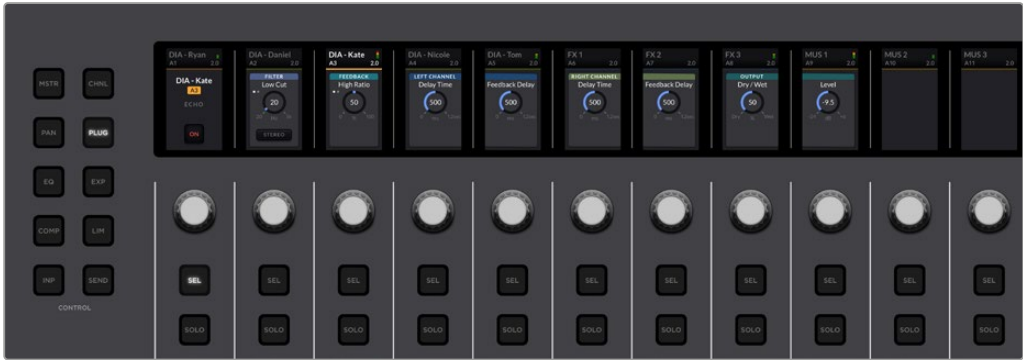 DIA - Ryan DIA - Daniel DIA - Kate DIA - Nicole DIA - Tom FX 1 FX 2 FX 3 MUS 1 MUS 2 MUS 3
A1 2.0 A2 2.0 A3 2.0 A4 2.0 A5 2.0 A6 2.0 A7 2.0 A8 2.0 A9 2.0 A10 2.0 A11 2.0
FILTER FEEDBACK LEFT CHANNEL RIGHT CHANNEL OUTPUT
DIA - Kate Low Cut High Ratio Delay Time Feedback Delay Delay Time Feedback Delay Dry / Wet Level
A3
ECHO 20 50 500 500 500 500 50 -9.5
ON STEREO
MSTR CHNL
PAN PLUG
EQ EXP
COMP LIM
INP SEND
CONTROL
SEL SEL SEL SEL SEL SEL SEL SEL SEL SEL SEL
SOLO SOLO SOLO SOLO SOLO SOLO SOLO SOLO SOLO SOLO SOLO